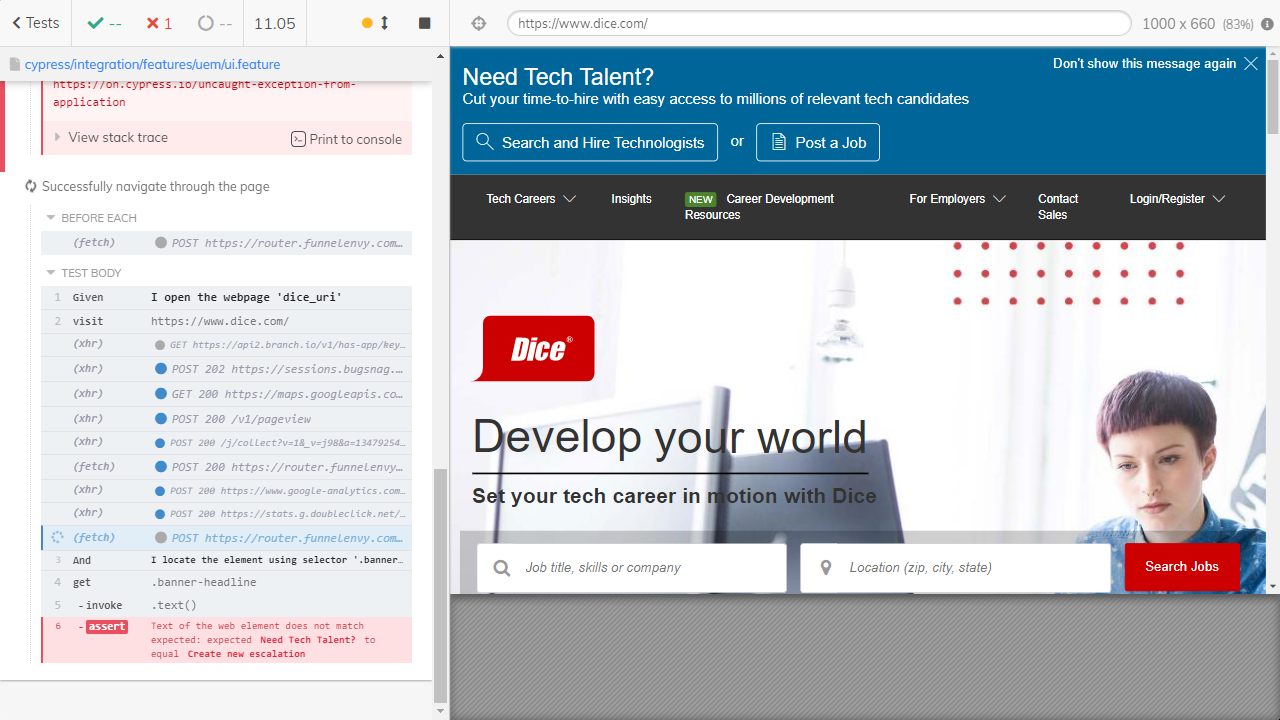 Tests
--
1
--
11.05
https://www.dice.com/
1000 x 660 (83%)
cypress/integration/features/uem/ui.feature
https://on.cypress.io/uncaught-exception-from-
application
View stack trace
Print to console
Successfully navigate through the page
BEFORE EACH
(fetch) POST https://router.funnelenvy.com…
TEST BODY
1 Given I open the webpage 'dice_uri'
2 visit https://www.dice.com/
(xhr) GET https://api2.branch.io/v1/has-app/key…
(xhr) POST 202 https://sessions.bugsnag.…
(xhr) GET 200 https://maps.googleapis.co…
(xhr) POST 200 /v1/pageview
(xhr) POST 200 /j/collect?v=1&_v=j98&a=13479254…
(fetch) POST 200 https://router.funnelenvy…
(xhr) POST 200 https://www.google-analytics.com…
(xhr) POST 200 https://stats.g.doubleclick.net/…
(fetch) POST https://router.funnelenvy.com…
3 And I locate the element using selector '.banner…
4 get .banner-headline
5 -invoke .text()
6 -assert Text of the web element does not match
expected: expected Need Tech Talent? to
equal Create new escalation
Need Tech Talent?
Don't show this message again
Cut your time-to-hire with easy access to millions of relevant tech candidates
Search and Hire Technologists or Post a Job
Tech Careers
Insights
NEW Career Development
Resources
For Employers
Contact
Sales
Login/Register
Dice®
Develop your world
Set your tech career in motion with Dice
Job title, skills or company
Location (zip, city, state)
Search Jobs